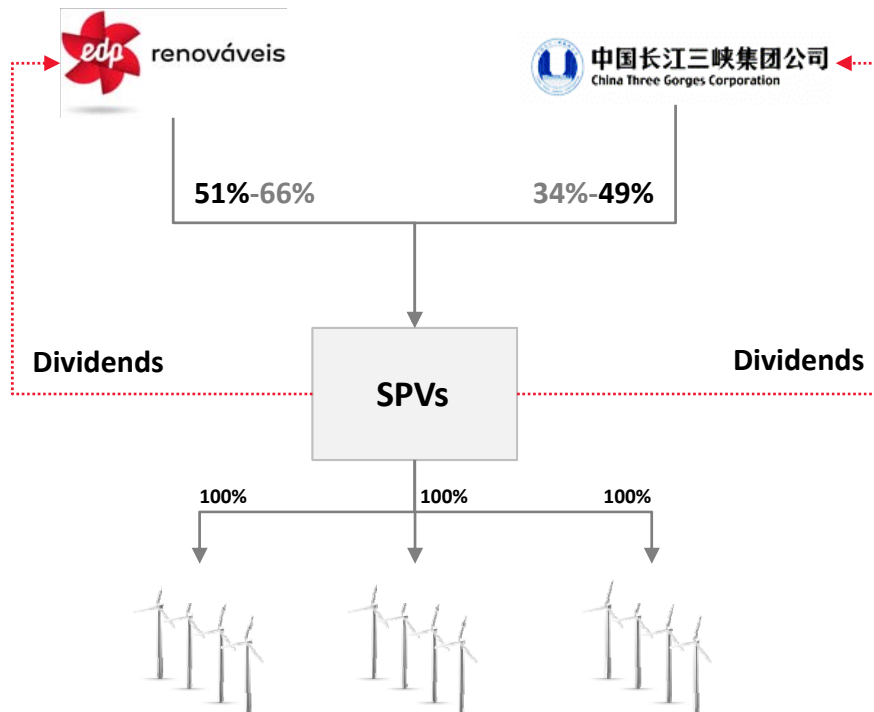 edp renováveis
中国长江三峡集团公司
China Three Gorges Corporation
51%-66%
34%-49%
Dividends
Dividends
SPVs
100%
100%
100%